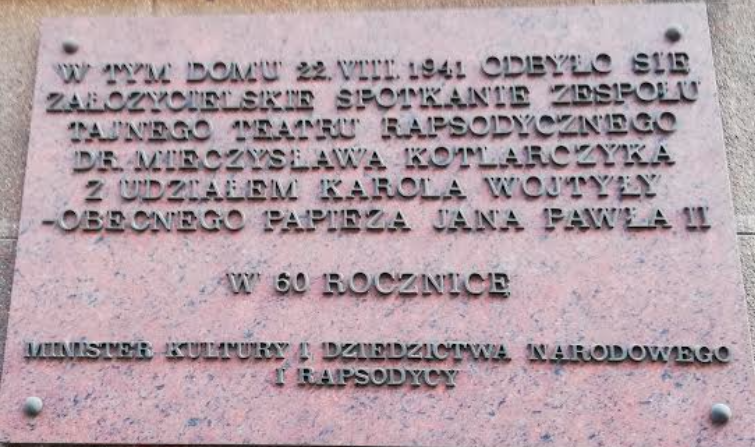 W TYM DOMU 22.VIII.1941 ODBYŁO SIĘ
ZAŁOŻYCIELSKIE SPOTKANIE ZESPOŁU
TAJNEGO TEATRU RAPSODYCZNEGO
DR. MIECZYSŁAWA KOTLARCZYKA
Z UDZIAŁEM KAROLA WOJTYŁY
-OBECNEGO PAPIEŻA JANA PAWŁA II
W 60 ROCZNICĘ
MINISTER KULTURY I DZIEDZICTWA NARODOWEGO
I RAPSODYCY